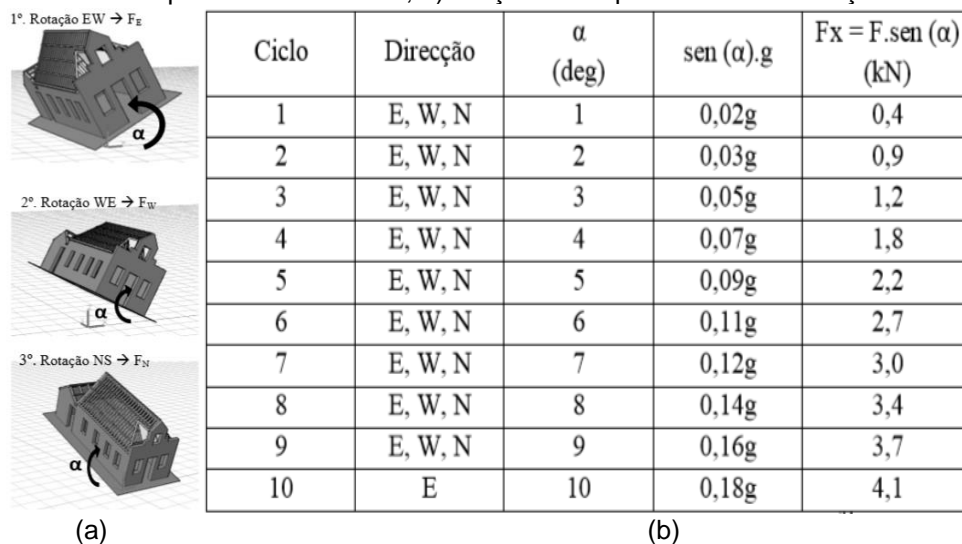 1º. Rotação EW → F_E
α
2º. Rotação WE → F_W
α
3º. Rotação NS → F_N
α
(a)
Ciclo Direcção α (deg) sen (α).g Fx = F.sen (α) (kN)
1 E, W, N 1 0,02g 0,4
2 E, W, N 2 0,03g 0,9
3 E, W, N 3 0,05g 1,2
4 E, W, N 4 0,07g 1,8
5 E, W, N 5 0,09g 2,2
6 E, W, N 6 0,11g 2,7
7 E, W, N 7 0,12g 3,0
8 E, W, N 8 0,14g 3,4
9 E, W, N 9 0,16g 3,7
10 E 10 0,18g 4,1
(b)